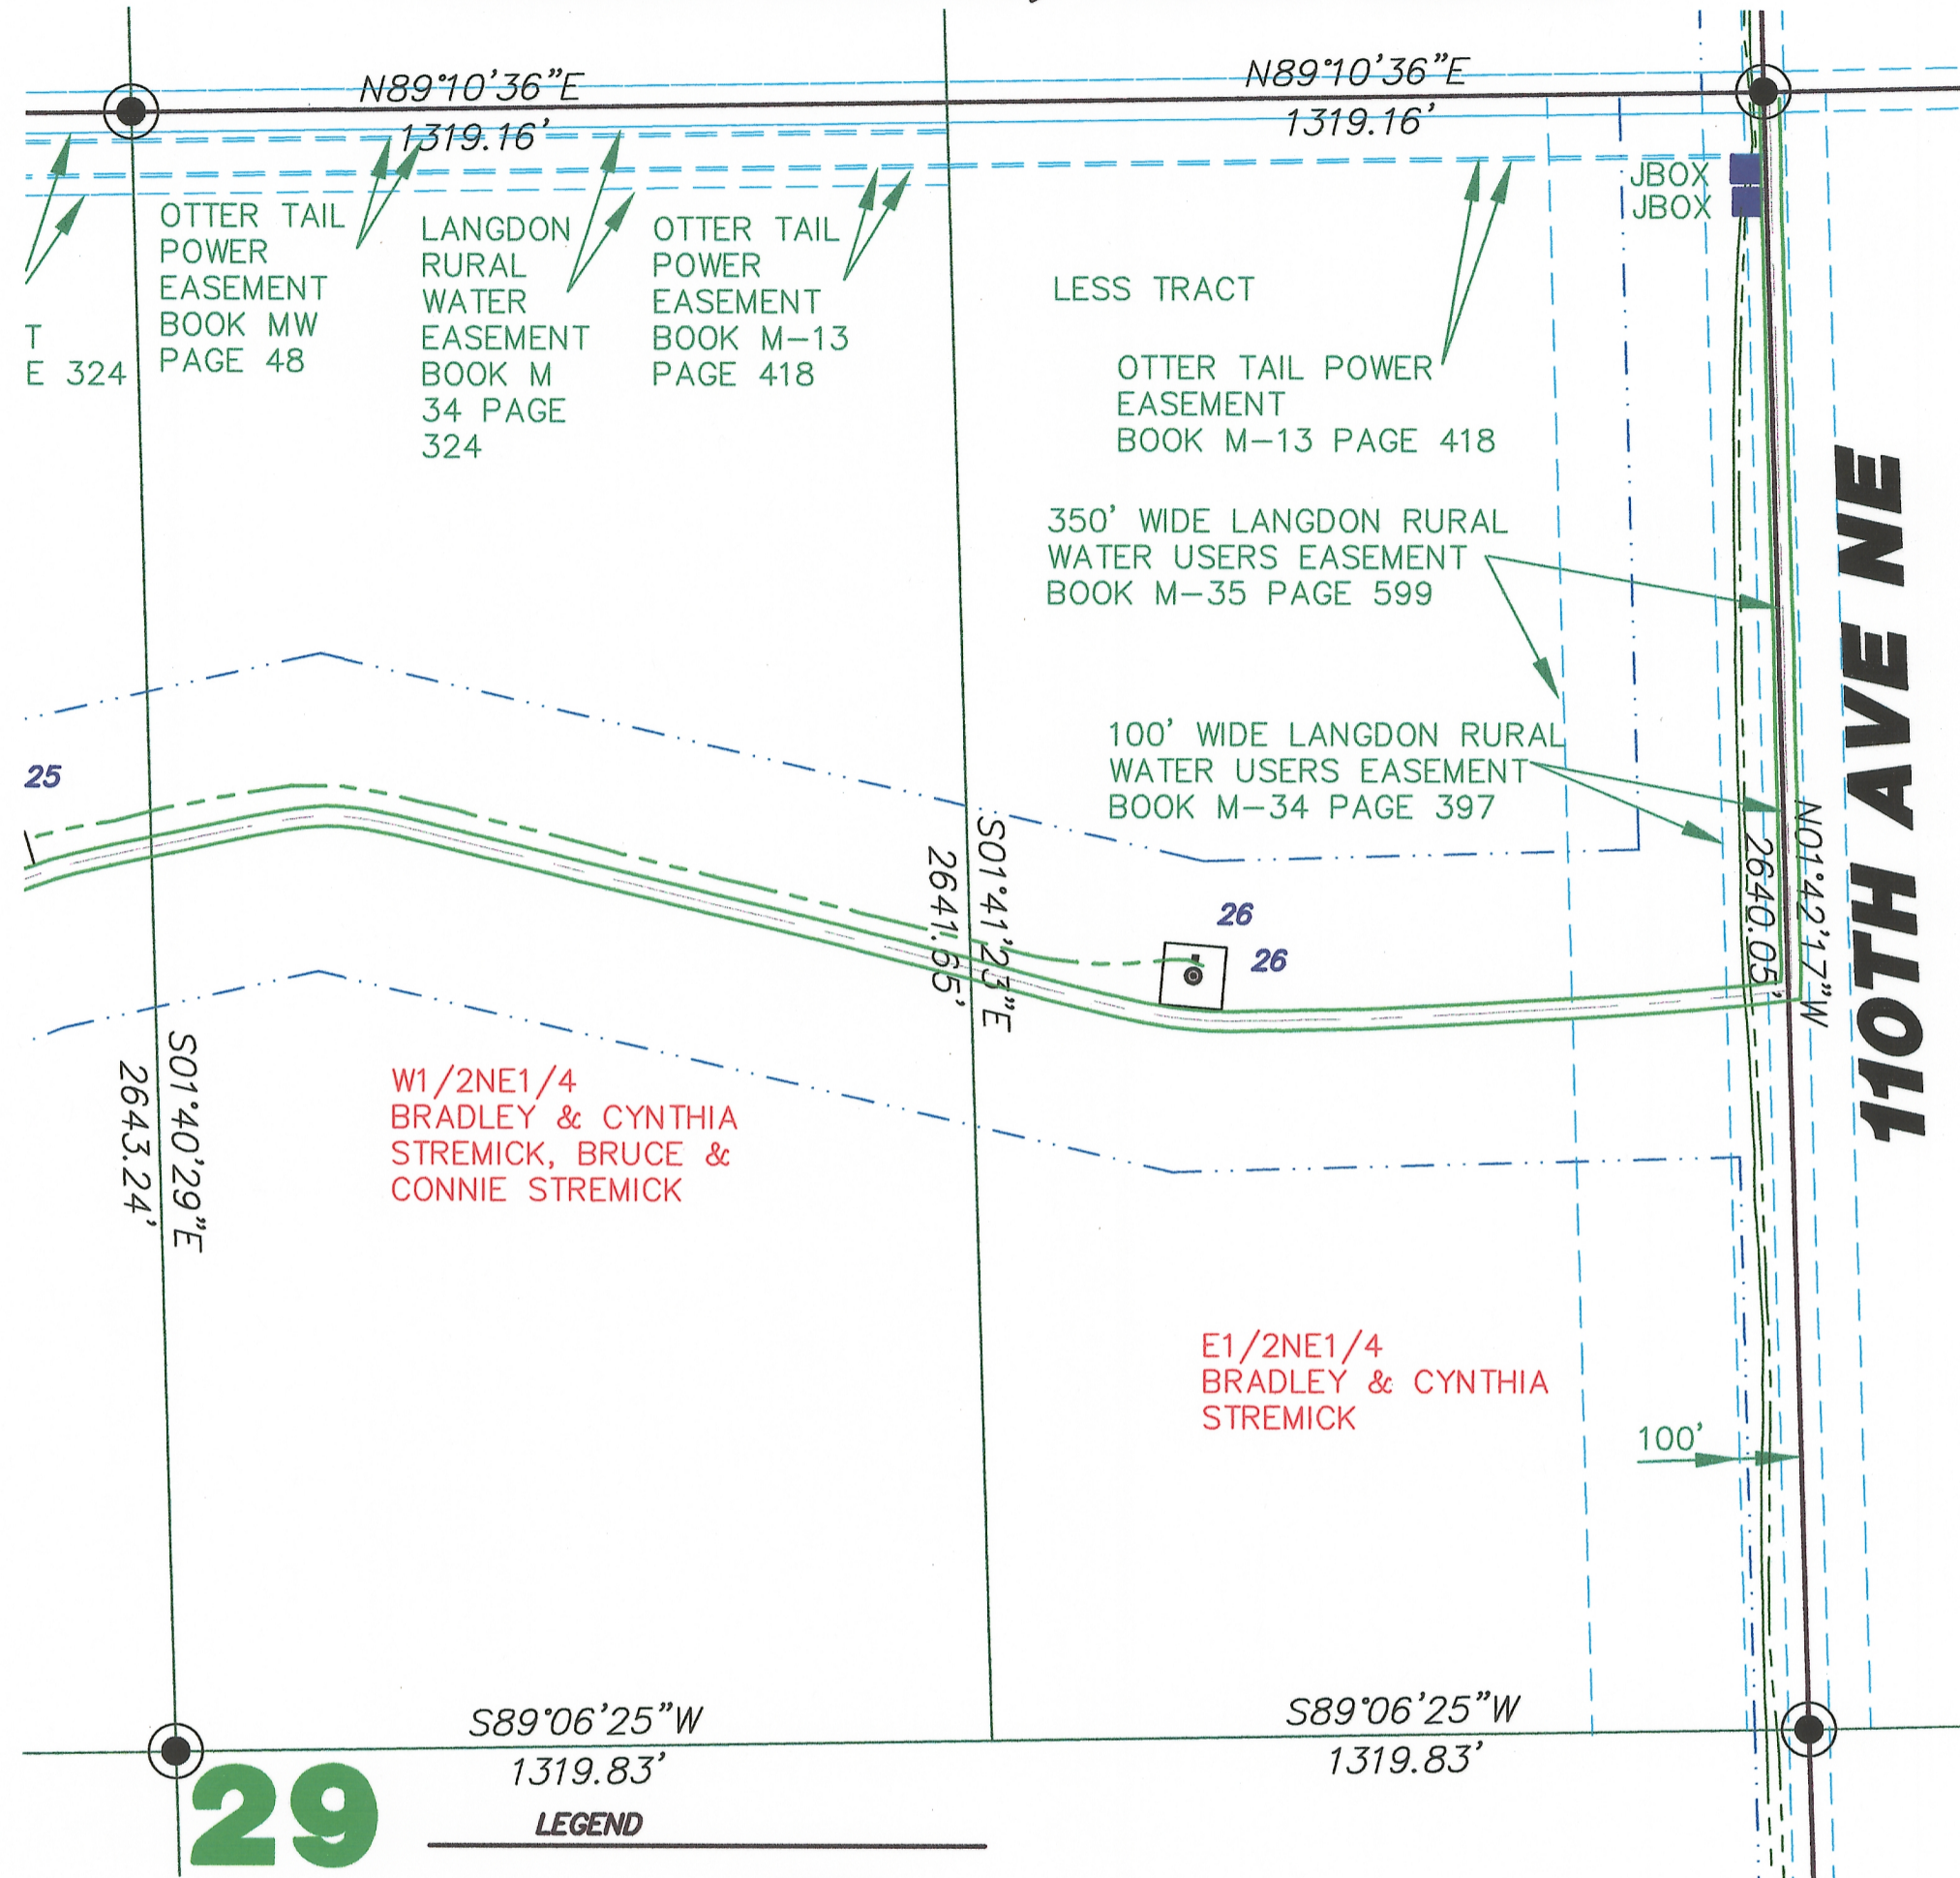 N89°10'36"E
1319.16'
N89°10'36"E
1319.16'
JBOX
JBOX
T
E 324
OTTER TAIL
POWER
EASEMENT
BOOK MW
PAGE 48
LANGDON
RURAL
WATER
EASEMENT
BOOK M
34 PAGE
324
OTTER TAIL
POWER
EASEMENT
BOOK M-13
PAGE 418
LESS TRACT
OTTER TAIL POWER
EASEMENT
BOOK M-13 PAGE 418
350' WIDE LANGDON RURAL
WATER USERS EASEMENT
BOOK M-35 PAGE 599
100' WIDE LANGDON RURAL
WATER USERS EASEMENT
BOOK M-34 PAGE 397
110TH AVE NE
N01°42'17"W
2640.05'
25
S01°41'23"E
2641.65'
26
26
S01°40'29"E
2643.24'
W1/2NE1/4
BRADLEY & CYNTHIA
STREMICK, BRUCE &
CONNIE STREMICK
E1/2NE1/4
BRADLEY & CYNTHIA
STREMICK
100'
S89°06'25"W
1319.83'
S89°06'25"W
1319.83'
29
LEGEND